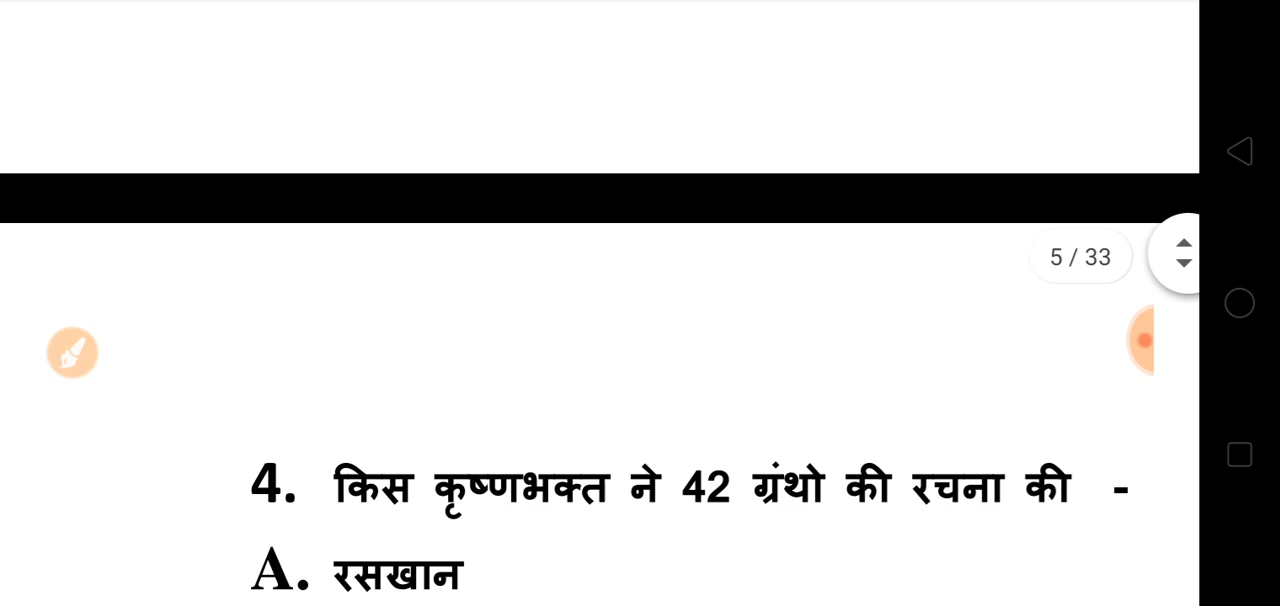 5 / 33
4. किस कृष्णभक्त ने 42 ग्रंथो की रचना की -
A. रसखान